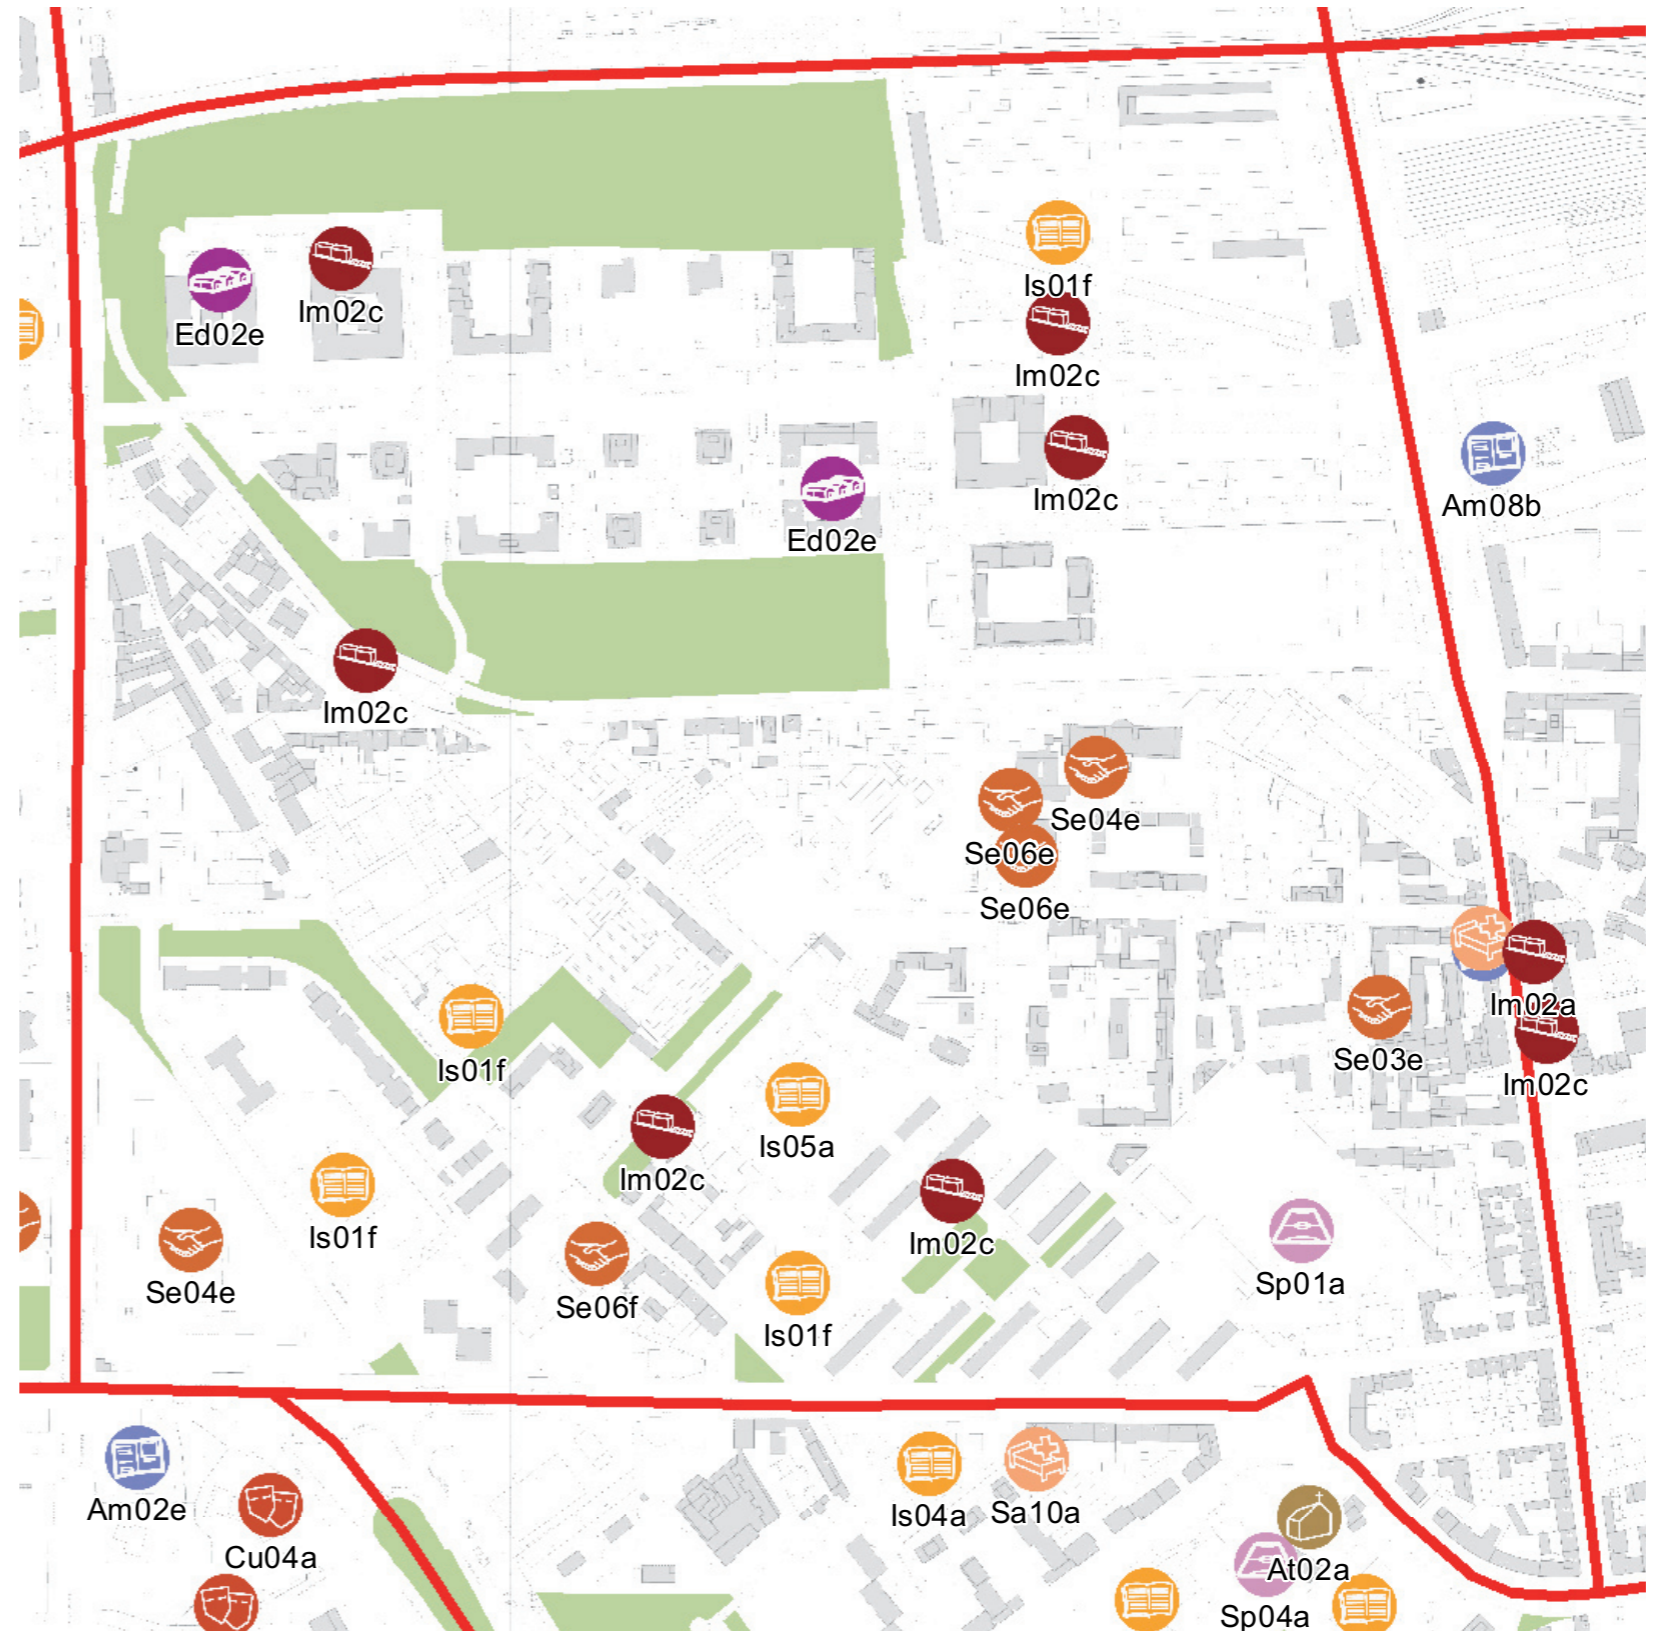 Is01f
Im02c
Ed02e
Im02c
Im02c
Am08b
Ed02e
Im02c
Se04e
Se06e
Se06e
Im02a
Se03e
Is01f
Im02c
Is05a
Im02c
Is01f
Im02c
Sp01a
Se04e
Se06f
Is01f
Am02e
Is04a
Sa10a
Cu04a
At02a
Sp04a